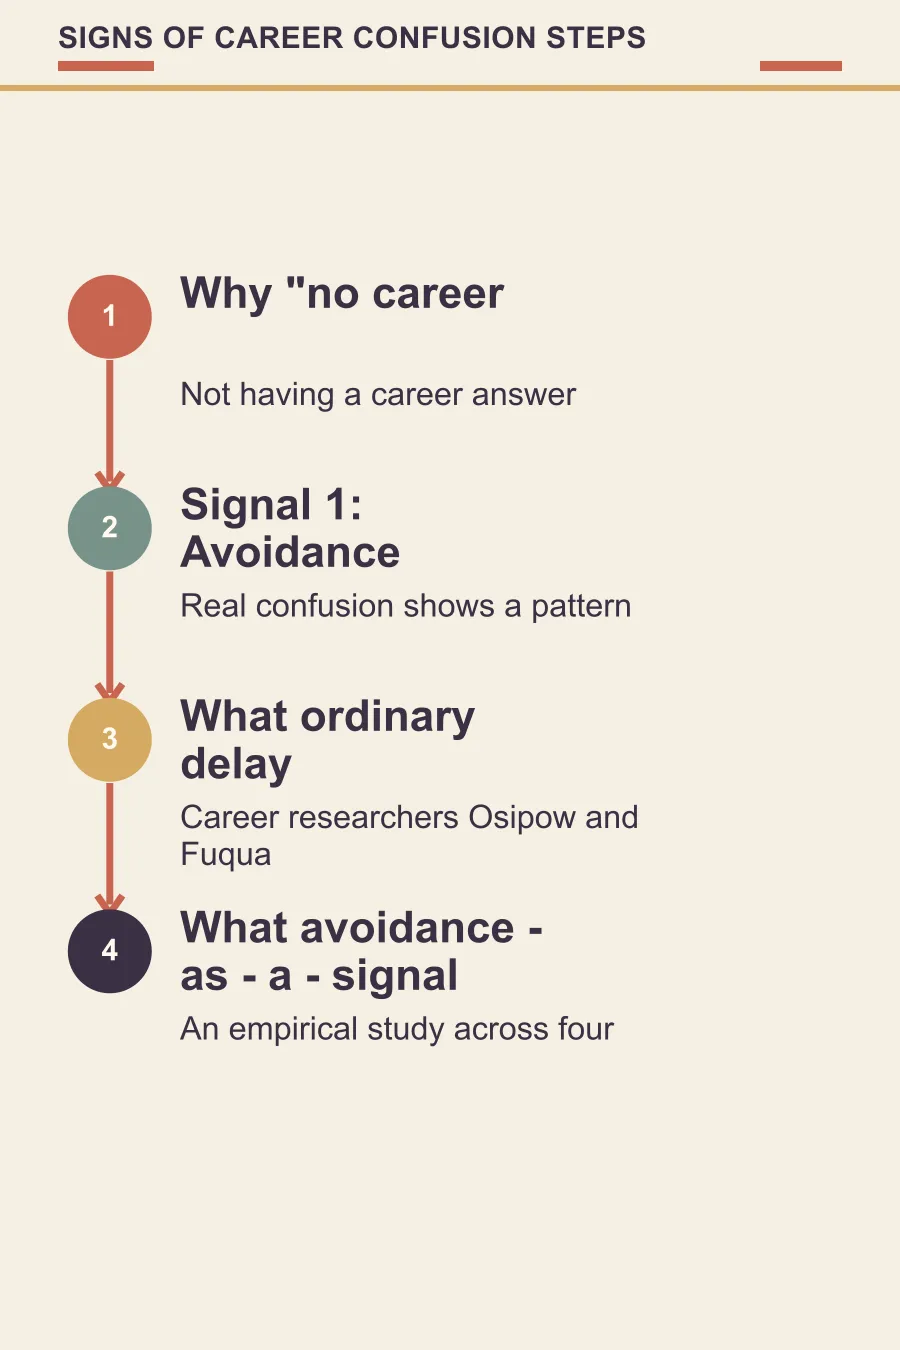 SIGNS OF CAREER CONFUSION STEPS
1
Why "no career
Not having a career answer
2
Signal 1:
Avoidance
Real confusion shows a pattern
3
What ordinary
delay
Career researchers Osipow and
Fuqua
4
What avoidance -
as - a - signal
An empirical study across four